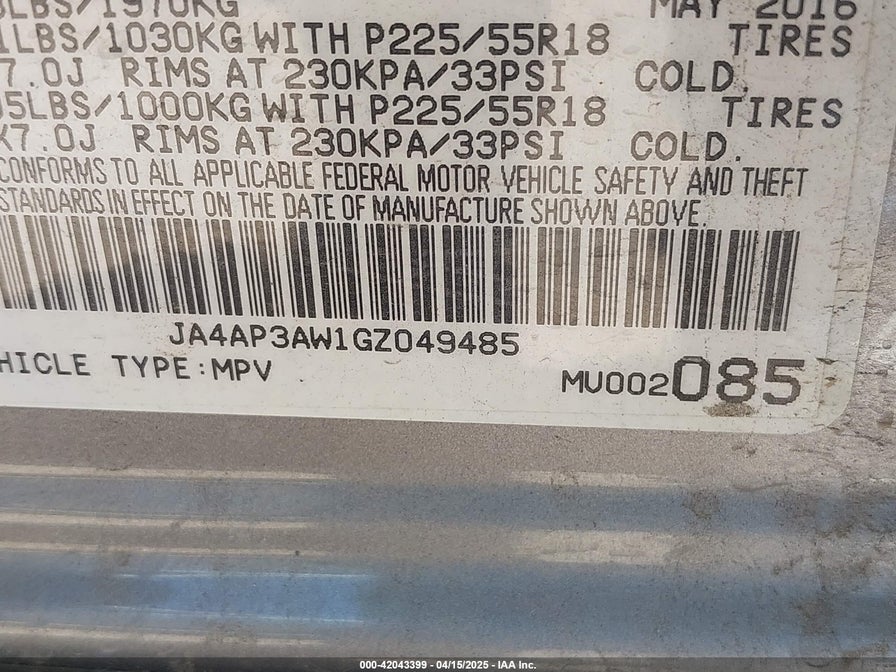 LBS/1970KG MAY 2016
LBS/1030KG WITH P225/55R18 TIRES
7.0J RIMS AT 230KPA/33PSI COLD.
5LBS/1000KG WITH P225/55R18 TIRES
X7.0J RIMS AT 230KPA/33PSI COLD.
CONFORMS TO ALL APPLICABLE FEDERAL MOTOR VEHICLE SAFETY AND THEFT
STANDARDS IN EFFECT ON THE DATE OF MANUFACTURE SHOWN ABOVE.
JA4AP3AW1GZ049485
HICLE TYPE:MPV
MV002085
000-42043399 - 04/15/2025 - IAA Inc.